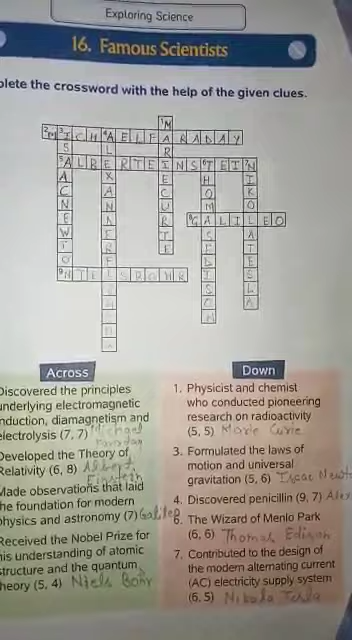 Exploring Science
16. Famous Scientists
plete the crossword with the help of the given clues.
Across
Discovered the principles
underlying electromagnetic
nduction, diamagnetism and
electrolysis (7, 7) Michael
Faraday
Developed the Theory of
Relativity (6, 8) Albert
Einstein
Made observations that laid
he foundation for modern
physics and astronomy (7) Galileo
Received the Nobel Prize for
his understanding of atomic
structure and the quantum
heory (5, 4) Niels Bohr
Down
1. Physicist and chemist
who conducted pioneering
research on radioactivity
(5, 5) Marie Curie
3. Formulated the laws of
motion and universal
gravitation (5, 6) Isaac Newto
4. Discovered penicillin (9, 7) Alex
6. The Wizard of Menlo Park
(6, 6) Thomas Edison
7. Contributed to the design of
the modern alternating current
(AC) electricity supply system
(6, 5) Nikola Tesla